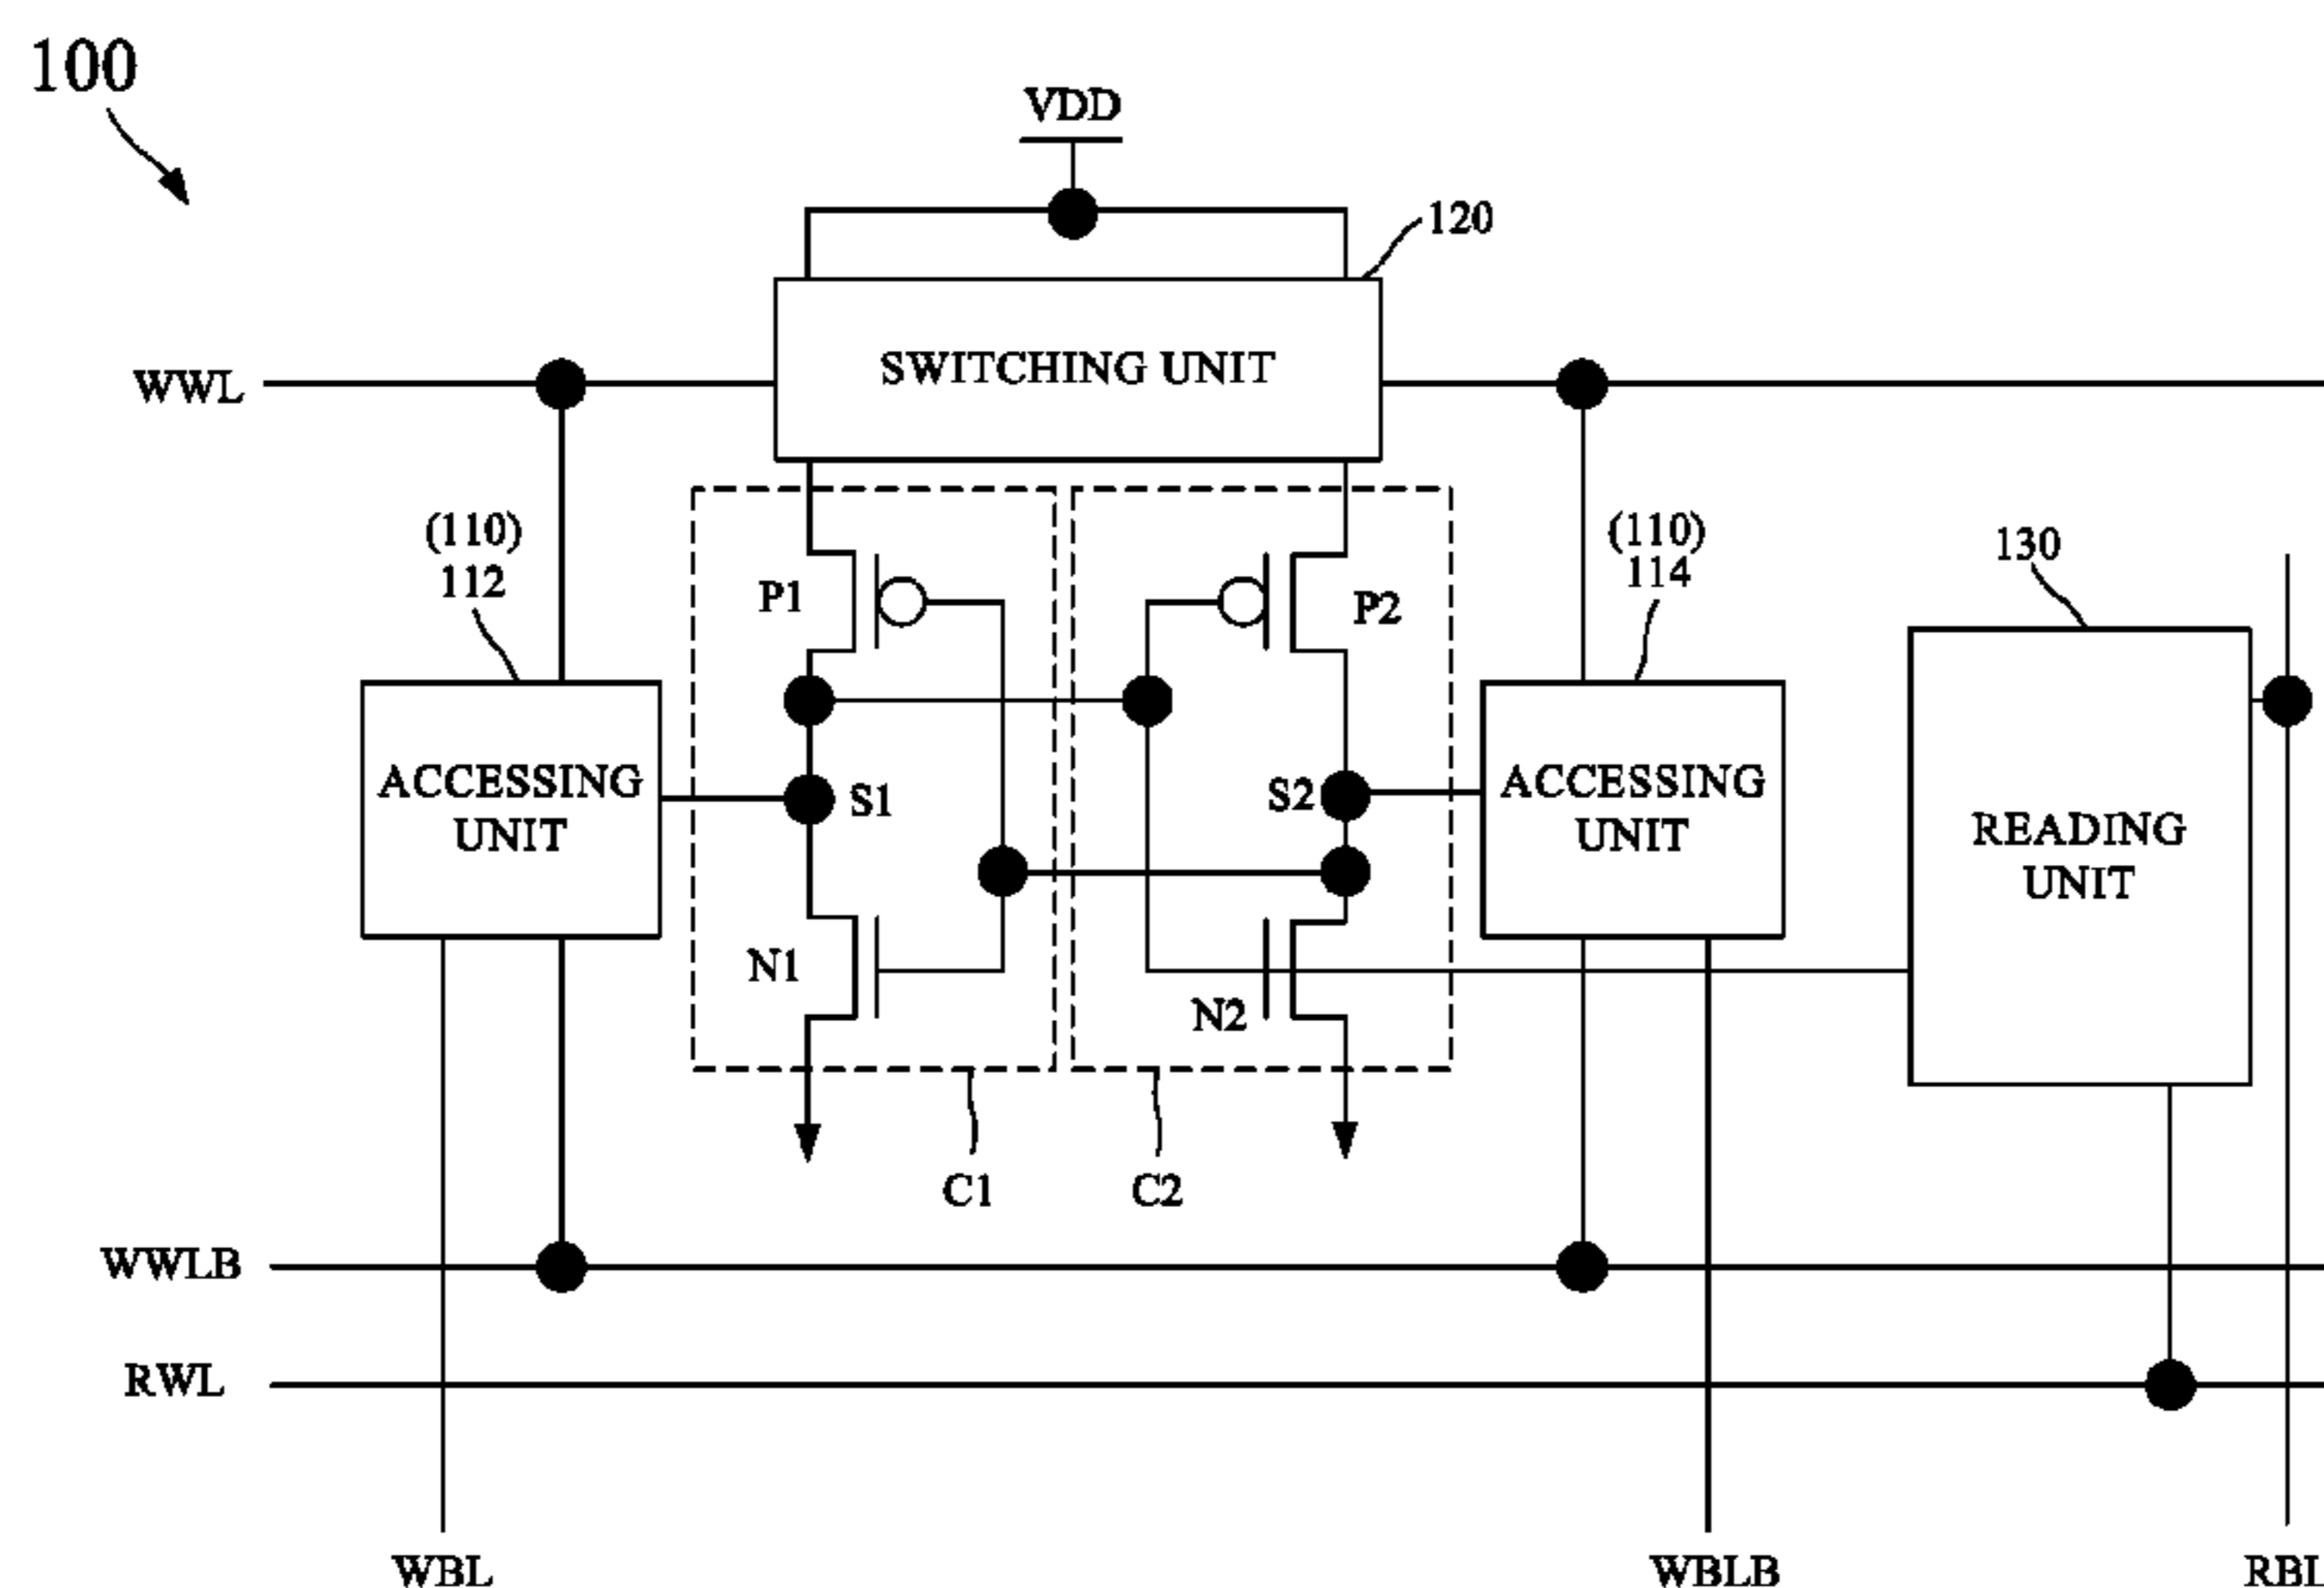 100
VDD
120
WWL
SWITCHING UNIT
(110)
112
(110)
114
130
P1
P2
ACCESSING
UNIT
S1
S2
ACCESSING
UNIT
READING
UNIT
N1
N2
C1
C2
WWLB
RWL
WBL
WBLB
RBL